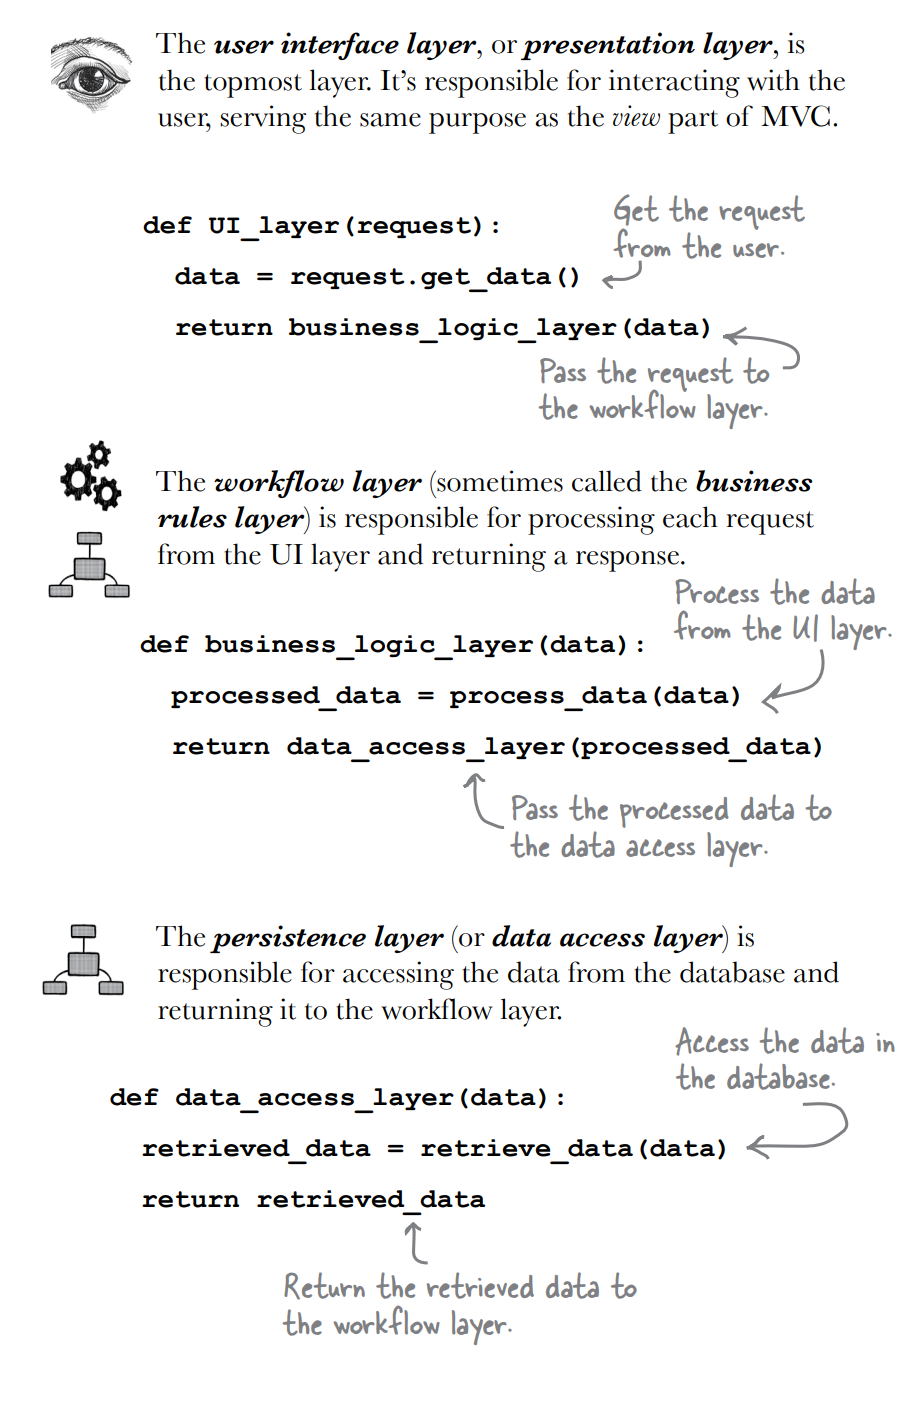 The user interface layer, or presentation layer, is
the topmost layer. It’s responsible for interacting with the
user, serving the same purpose as the view part of MVC.
def UI_layer(request):
Get the request
from the user.
data = request.get_data()
return business_logic_layer(data)
Pass the request to
the workflow layer.
The workflow layer (sometimes called the business
rules layer) is responsible for processing each request
from the UI layer and returning a response.
Process the data
from the UI layer.
def business_logic_layer(data):
processed_data = process_data(data)
return data_access_layer(processed_data)
Pass the processed data to
the data access layer.
The persistence layer (or data access layer) is
responsible for accessing the data from the database and
returning it to the workflow layer.
Access the data in
the database.
def data_access_layer(data):
retrieved_data = retrieve_data(data)
return retrieved_data
Return the retrieved data to
the workflow layer.